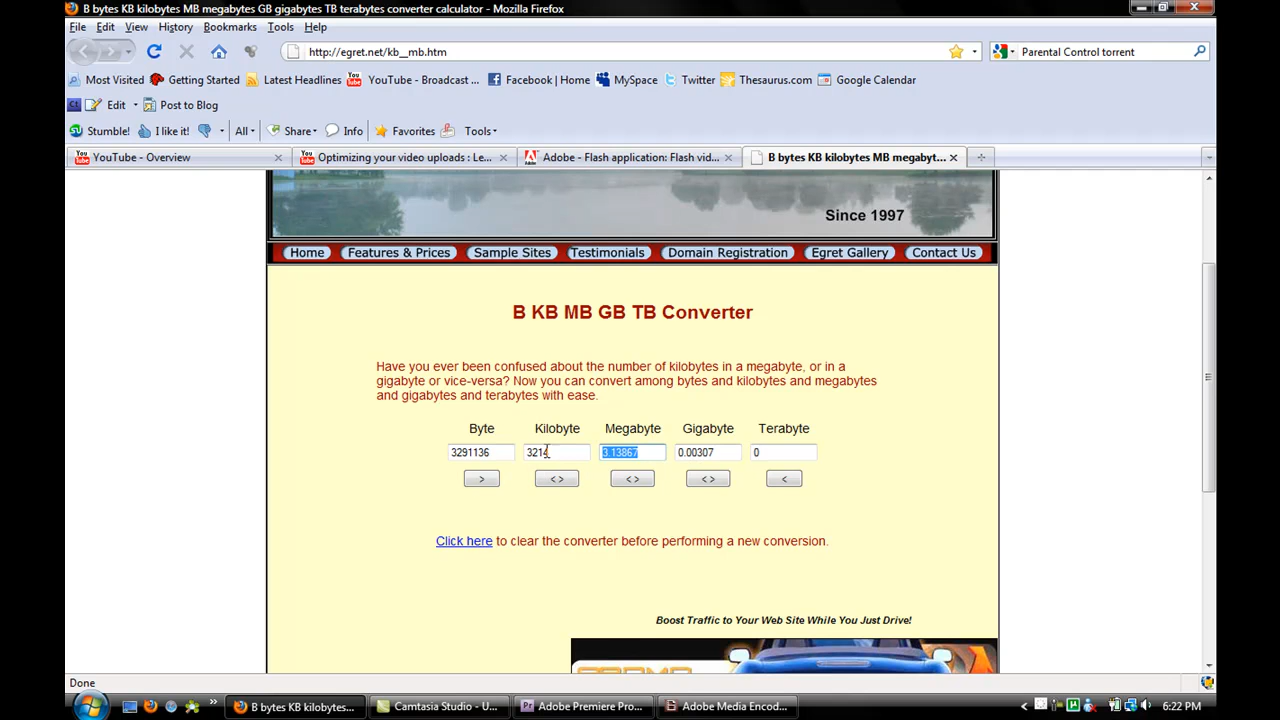 B bytes KB kilobytes MB megabytes GB gigabytes TB terabytes converter calculator - Mozilla Firefox
File Edit View History Bookmarks Tools Help
http://egret.net/kb__mb.htm Parental Control torrent
Most Visited Getting Started Latest Headlines YouTube - Broadcast ... Facebook | Home MySpace Twitter Thesaurus.com Google Calendar
Edit Post to Blog
Stumble! I like it! All Share Info Favorites Tools
YouTube - Overview Optimizing your video uploads : Le... Adobe - Flash application: Flash vid... B bytes KB kilobytes MB megabyt...
Since 1997
Home Features & Prices Sample Sites Testimonials Domain Registration Egret Gallery Contact Us
B KB MB GB TB Converter
Have you ever been confused about the number of kilobytes in a megabyte, or in a
gigabyte or vice-versa? Now you can convert among bytes and kilobytes and megabytes
and gigabytes and terabytes with ease.
Byte Kilobyte Megabyte Gigabyte Terabyte
3291136 3214 3.13867 0.00307 0
> < > < > < > <
Click here to clear the converter before performing a new conversion.
Boost Traffic to Your Web Site While You Just Drive!
Done
B bytes KB kilobytes... Camtasia Studio - U... Adobe Premiere Pro... Adobe Media Encod... 6:22 PM